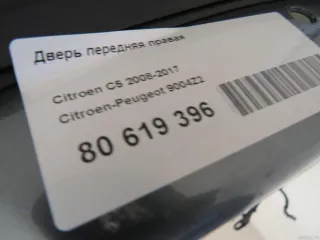 Дверь передняя правая
Citroen C5 2008-2017
Citroen-Peugeot 9004Z2
80 619 396